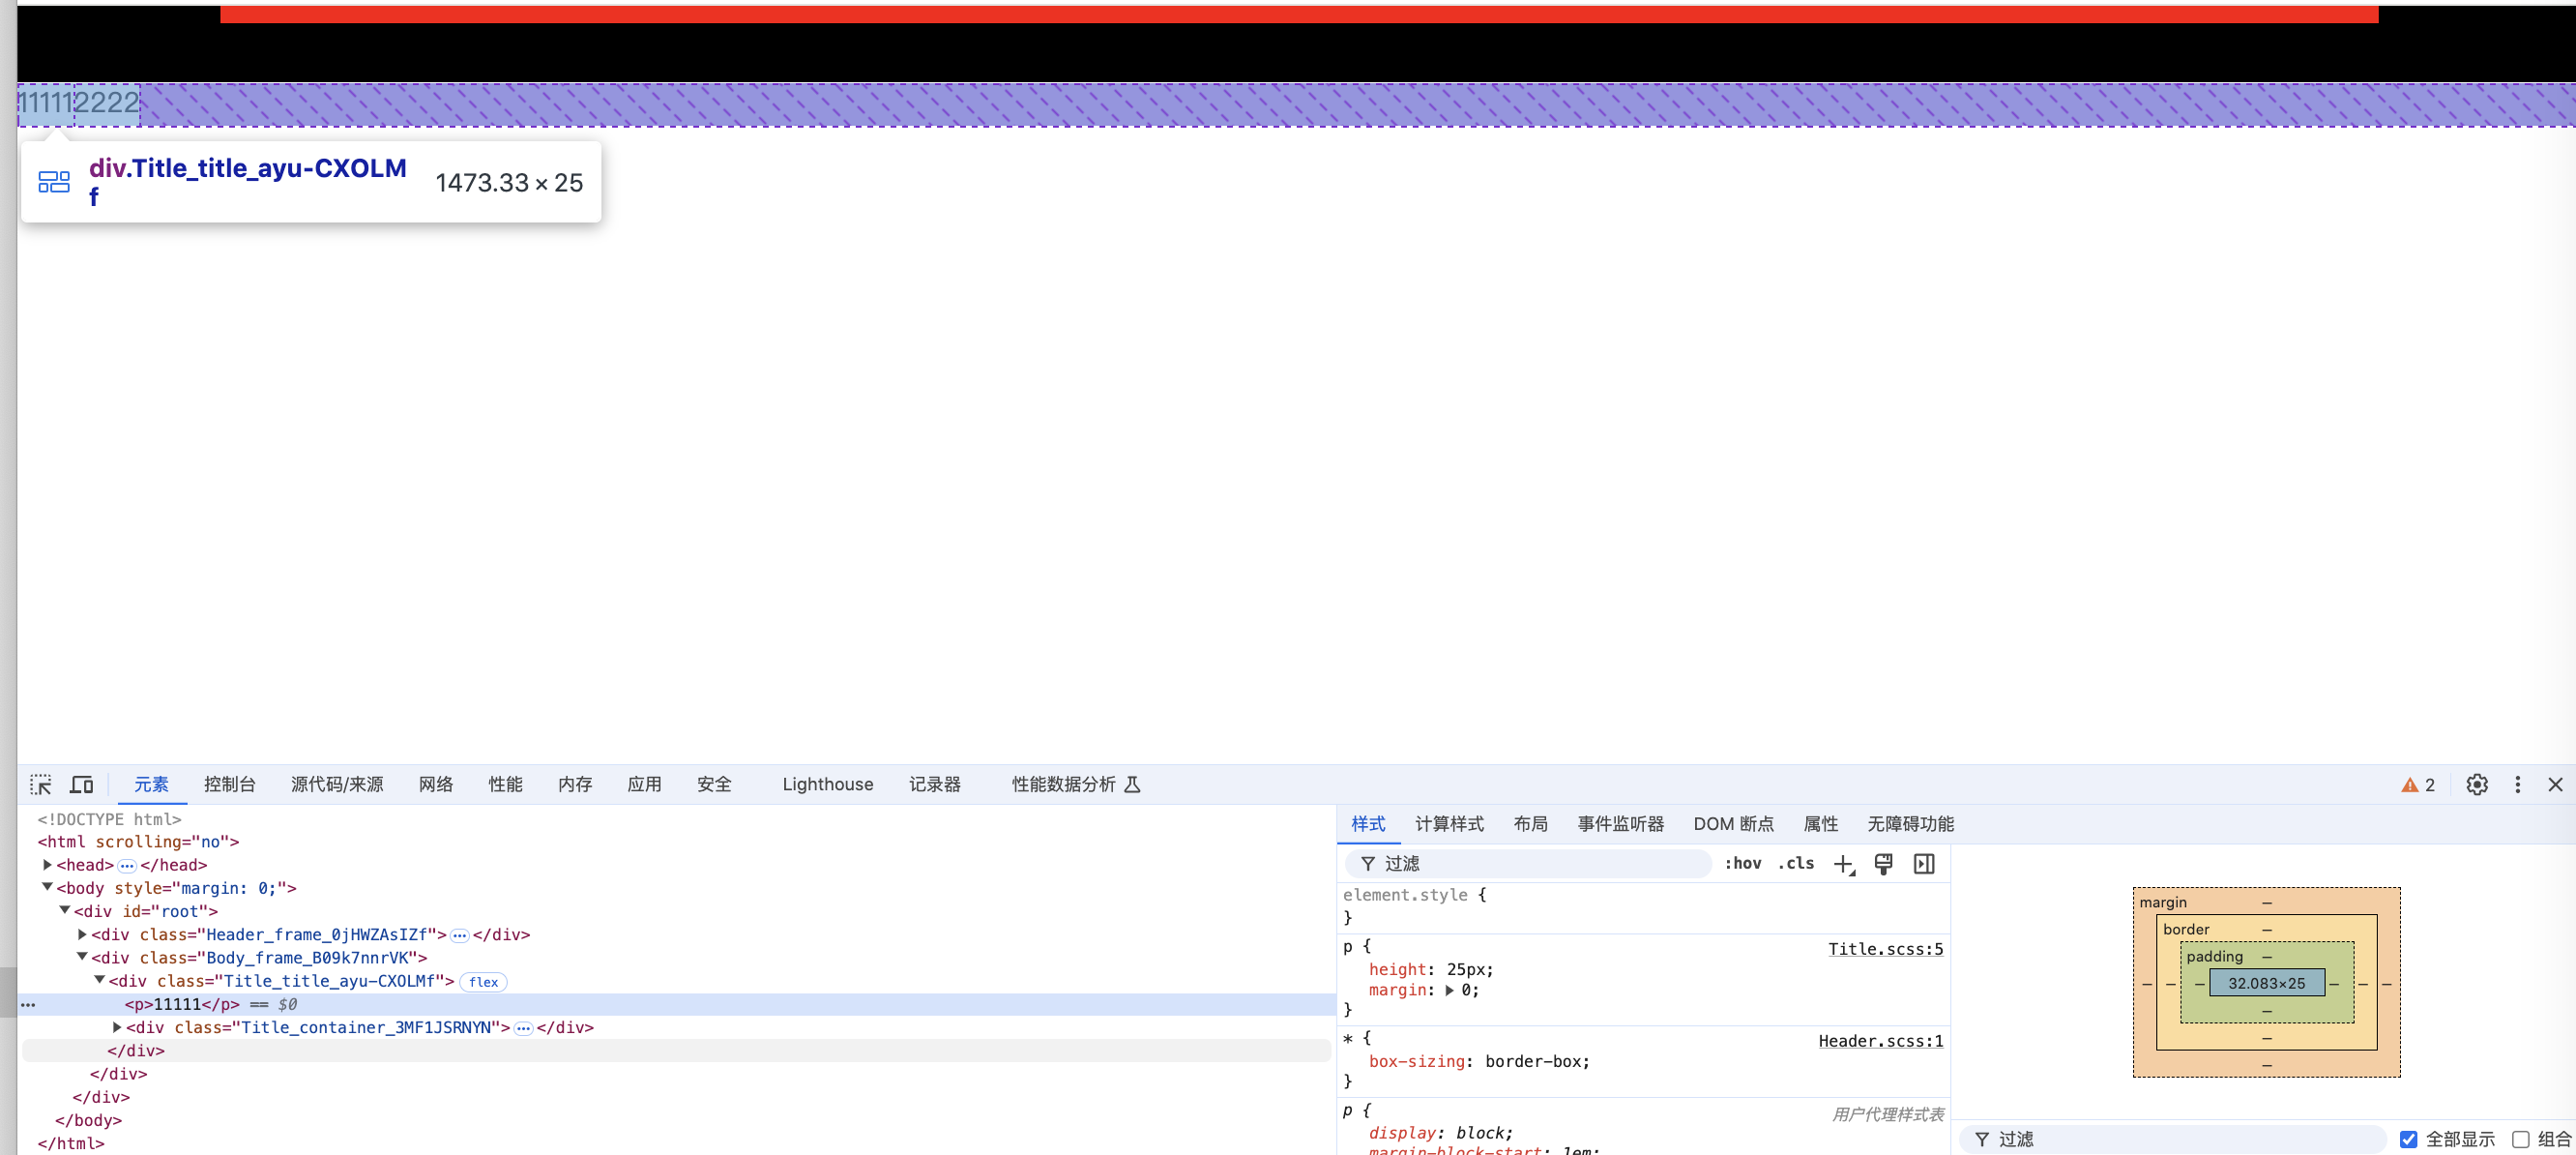 111112222
div.Title_title_ayu-CXOLM
f
1473.33 × 25
元素 控制台 源代码/来源 网络 性能 内存 应用 安全 Lighthouse 记录器 性能数据分析 2
<!DOCTYPE html>
<html scrolling="no">
<head> ··· </head>
<body style="margin: 0;">
<div id="root">
<div class="Header_frame_0jHWZAsIZf"> ··· </div>
<div class="Body_frame_B09k7nnrVK">
<div class="Title_title_ayu-CXOLMf"> flex
··· <p>11111</p> == $0
<div class="Title_container_3MF1JSRNYN"> ··· </div>
</div>
</div>
</div>
</body>
</html>
样式 计算样式 布局 事件监听器 DOM 断点 属性 无障碍功能
过滤 :hov .cls
element.style {
}
p { Title.scss:5
height: 25px;
margin: 0;
}
* { Header.scss:1
box-sizing: border-box;
}
p { 用户代理样式表
display: block;
margin-block-start: 1em;
margin –
border –
padding –
– – – 32.083×25 – – –
–
–
–
过滤 全部显示 组合